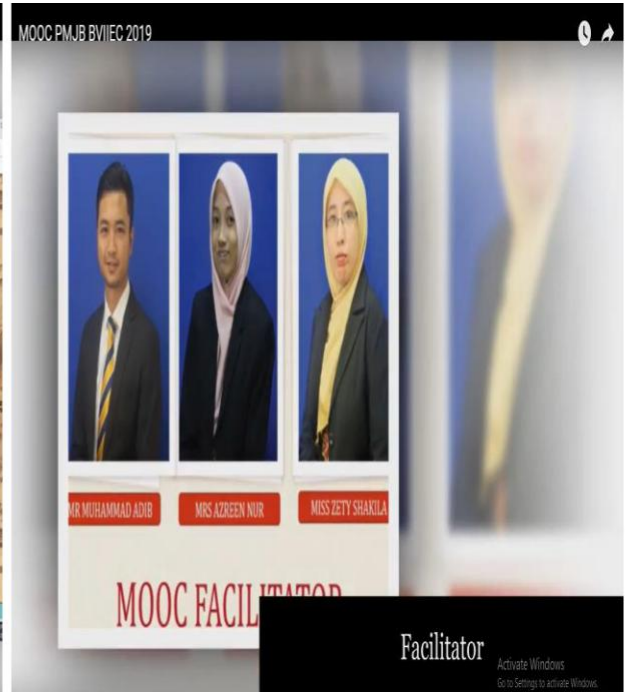 MOOC PMJB BVIIEC 2019
MR MUHAMMAD ADIB
MRS AZREEN NUR
MISS ZETY SHAKILA
MOOC FACILITATOR
Facilitator
Activate Windows
Go to Settings to activate Windows.